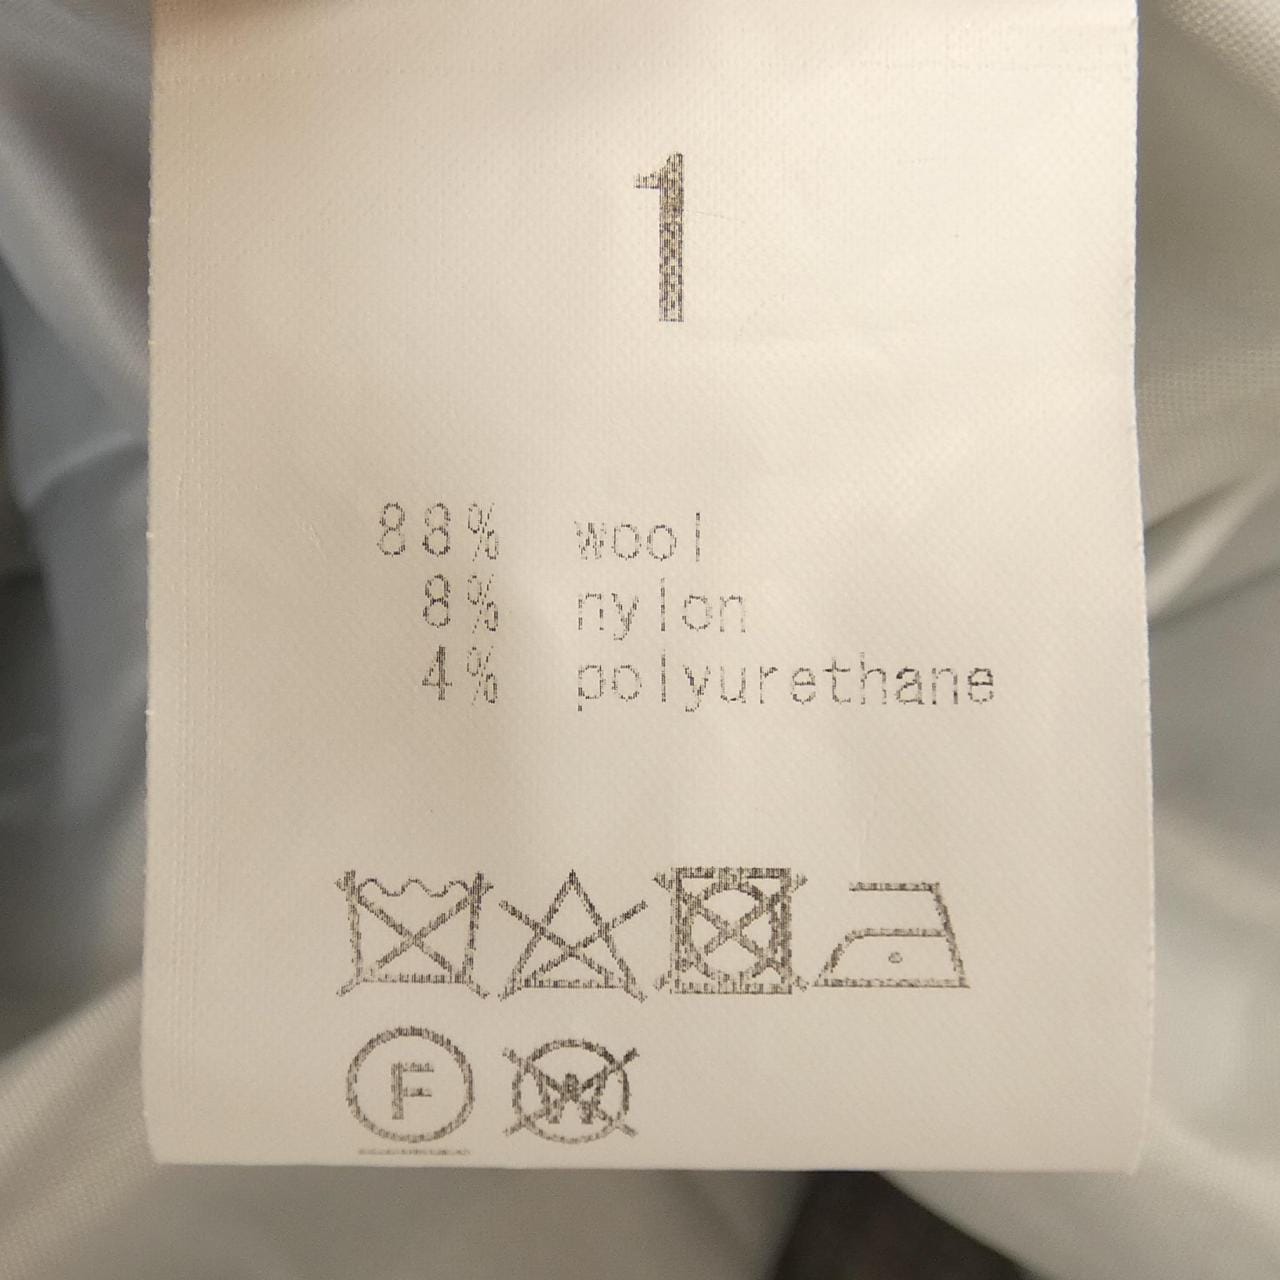 1
88% wool
8% nylon
4% polyurethane
F W